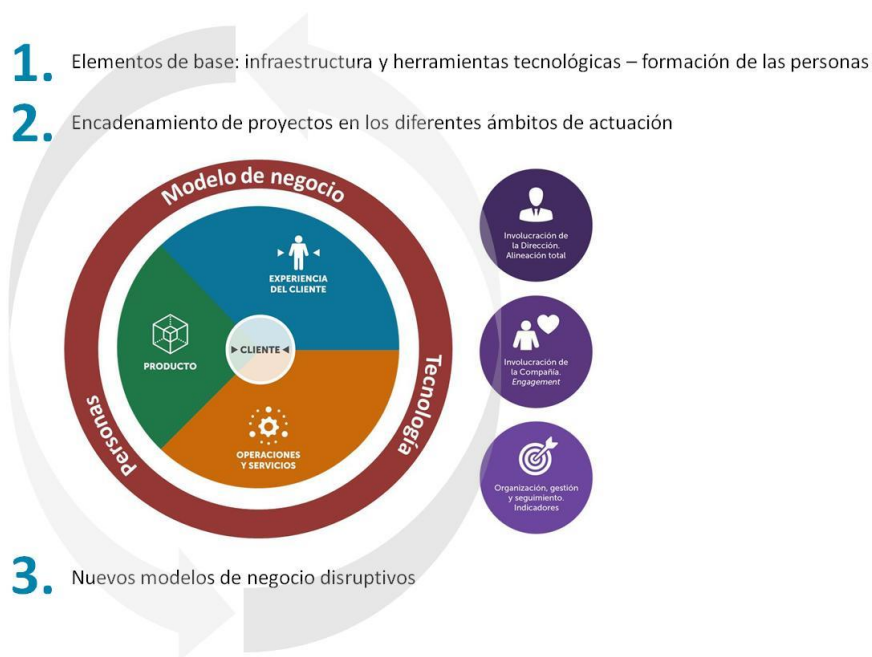 1. Elementos de base: infraestructura y herramientas tecnológicas – formación de las personas
2. Encadenamiento de proyectos en los diferentes ámbitos de actuación
Modelo de negocio
EXPERIENCIA
DEL CLIENTE
PRODUCTO
CLIENTE
OPERACIONES
Y SERVICIOS
Personas
Tecnología
Involucración de
la Dirección.
Alineación total
Involucración de
la Compañía.
Engagement
Organización, gestión
y seguimiento.
Indicadores
3. Nuevos modelos de negocio disruptivos